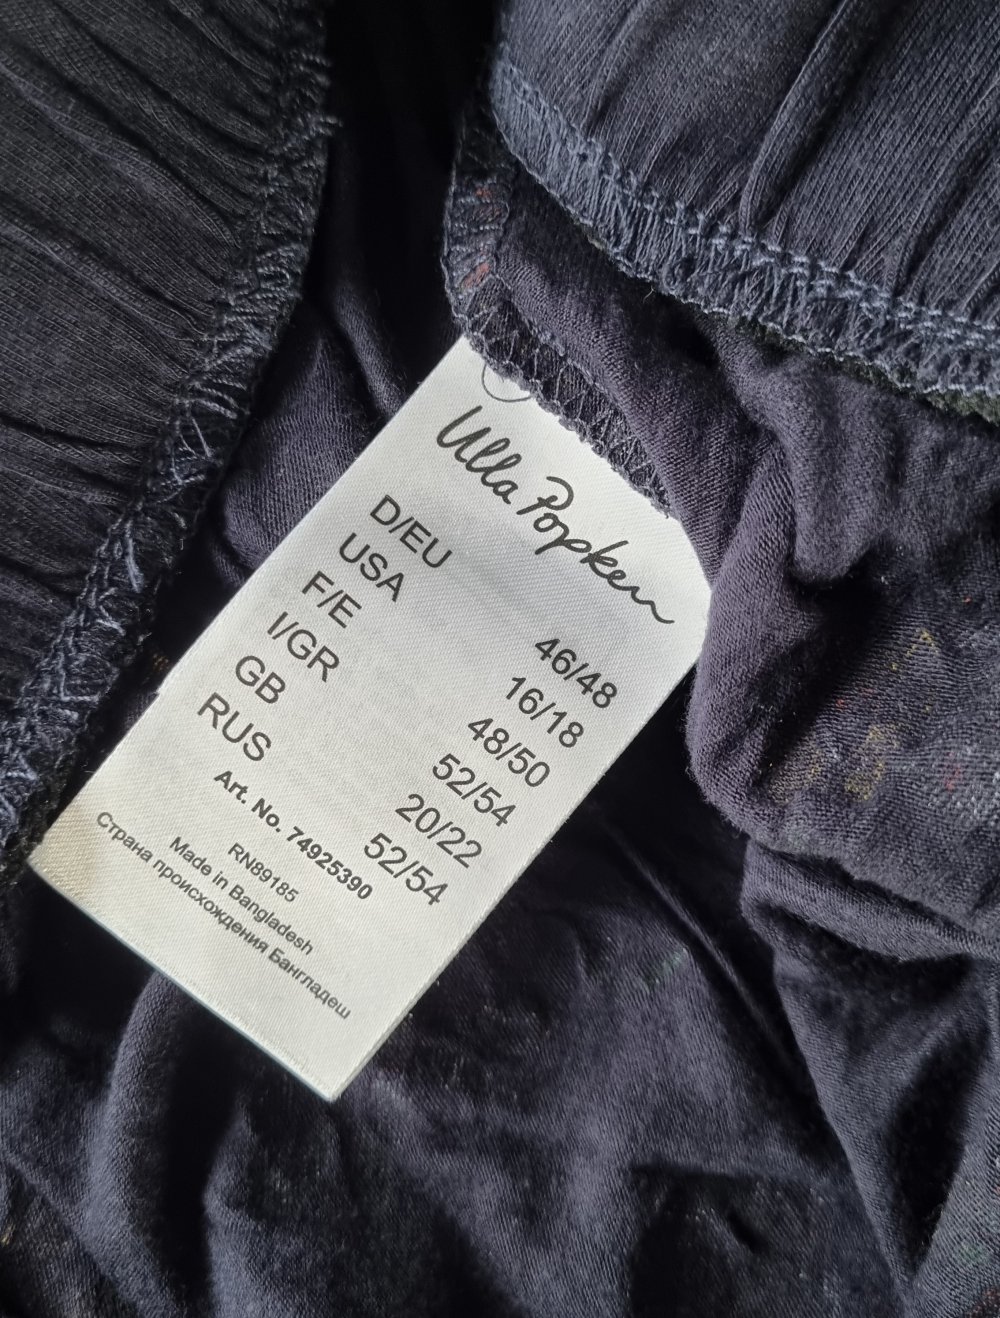 Ulla Popken
D/EU 46/48
USA 16/18
F/E 48/50
I/GR 52/54
GB 20/22
RUS 52/54
Art. No. 74925390
RN89185
Made in Bangladesh
Страна происхождения Бангладеш